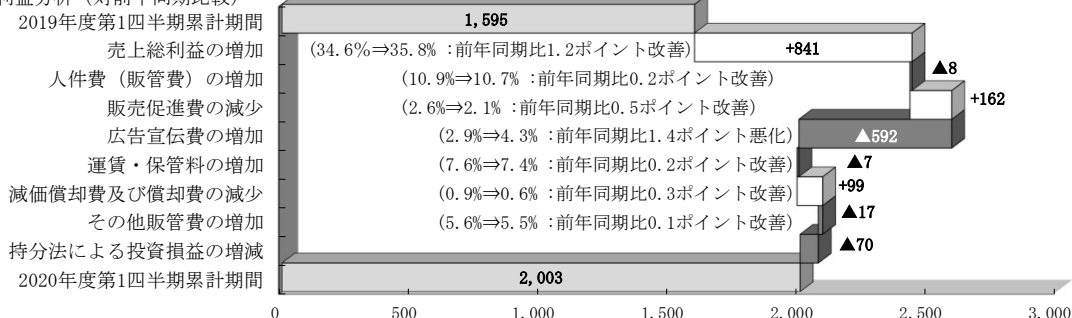 利益分析（対前年同期比較）
2019年度第1四半期累計期間 1,595
売上総利益の増加 (34.6%⇒35.8% :前年同期比1.2ポイント改善) +841
人件費（販管費）の増加 (10.9%⇒10.7% :前年同期比0.2ポイント改善) ▲8
販売促進費の減少 (2.6%⇒2.1% :前年同期比0.5ポイント改善) +162
広告宣伝費の増加 (2.9%⇒4.3% :前年同期比1.4ポイント悪化) ▲592
運賃・保管料の増加 (7.6%⇒7.4% :前年同期比0.2ポイント改善) ▲7
減価償却費及び償却費の減少 (0.9%⇒0.6% :前年同期比0.3ポイント改善) +99
その他販管費の増加 (5.6%⇒5.5% :前年同期比0.1ポイント改善) ▲17
持分法による投資損益の増減 ▲70
2020年度第1四半期累計期間 2,003
0 500 1,000 1,500 2,000 2,500 3,000